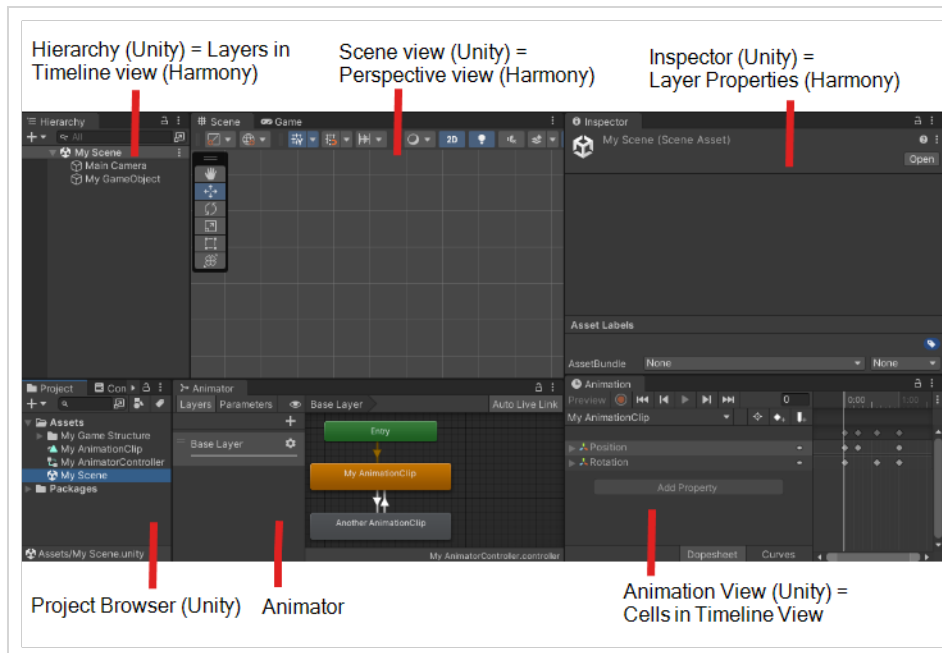 Hierarchy (Unity) = Layers in
Timeline view (Harmony)
Scene view (Unity) =
Perspective view (Harmony)
Inspector (Unity) =
Layer Properties (Harmony)
Hierarchy
All
My Scene
Main Camera
My GameObject
Scene
Game
2D
Inspector
My Scene (Scene Asset)
Open
Asset Labels
AssetBundle
None
None
Project
Con
Assets
My Game Structure
My AnimationClip
My AnimatorController
My Scene
Packages
Assets/My Scene.unity
Animator
Layers Parameters
Base Layer
Auto Live Link
Base Layer
Entry
My AnimationClip
Another AnimationClip
My AnimatorController.controller
Animation
Preview
0
0:00
1:00
My AnimationClip
Position
Rotation
Add Property
Dopesheet
Curves
Project Browser (Unity)
Animator
Animation View (Unity) =
Cells in Timeline View